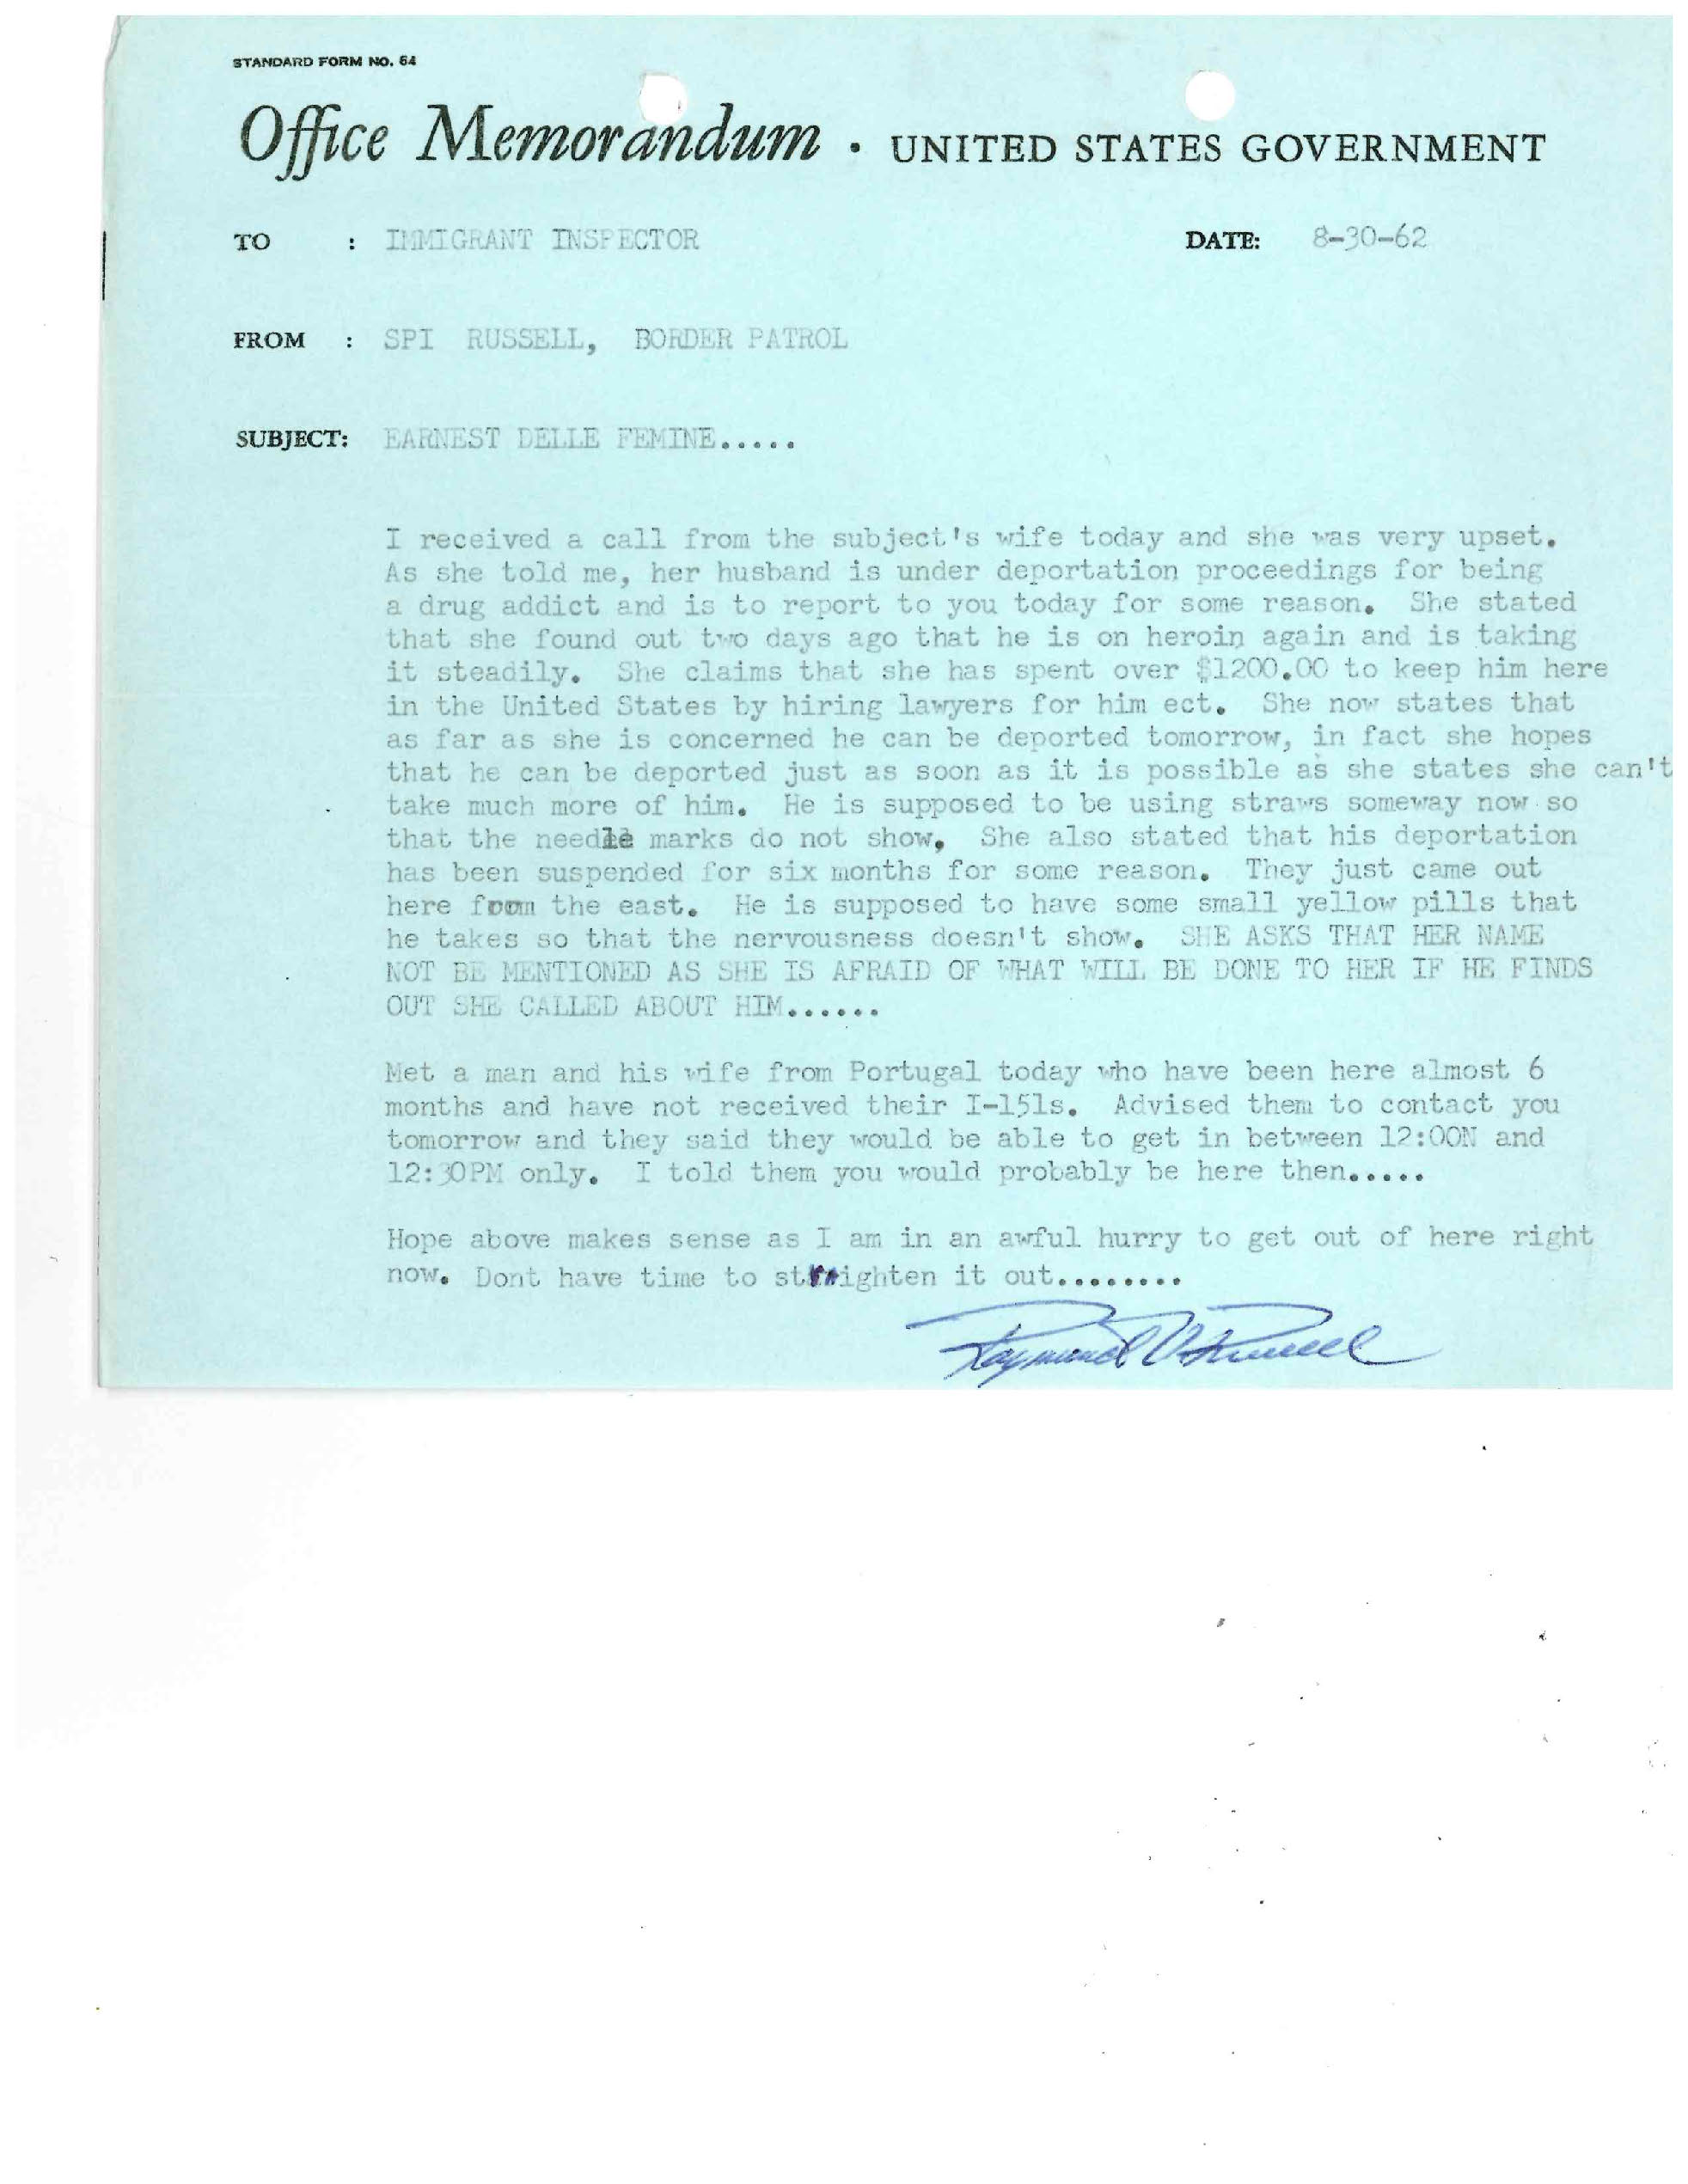 STANDARD FORM NO. 64
Office Memorandum • UNITED STATES GOVERNMENT
TO : IMMIGRANT INSPECTOR DATE: 8-30-62
FROM : SPI RUSSELL, BORDER PATROL
SUBJECT: EARNEST DELLE FEMINE.....
I received a call from the subject's wife today and she was very upset.
As she told me, her husband is under deportation proceedings for being
a drug addict and is to report to you today for some reason. She stated
that she found out two days ago that he is on heroin again and is taking
it steadily. She claims that she has spent over $1200.00 to keep him here
in the United States by hiring lawyers for him ect. She now states that
as far as she is concerned he can be deported tomorrow, in fact she hopes
that he can be deported just as soon as it is possible as she states she can't
take much more of him. He is supposed to be using straws someway now so
that the needle marks do not show. She also stated that his deportation
has been suspended for six months for some reason. They just came out
here from the east. He is supposed to have some small yellow pills that
he takes so that the nervousness doesn't show. SHE ASKS THAT HER NAME
NOT BE MENTIONED AS SHE IS AFRAID OF WHAT WILL BE DONE TO HER IF HE FINDS
OUT SHE CALLED ABOUT HIM......
Met a man and his wife from Portugal today who have been here almost 6
months and have not received their I-151s. Advised them to contact you
tomorrow and they said they would be able to get in between 12:00N and
12:30PM only. I told them you would probably be here then.....
Hope above makes sense as I am in an awful hurry to get out of here right
now. Dont have time to straighten it out........
Raymond V Russell